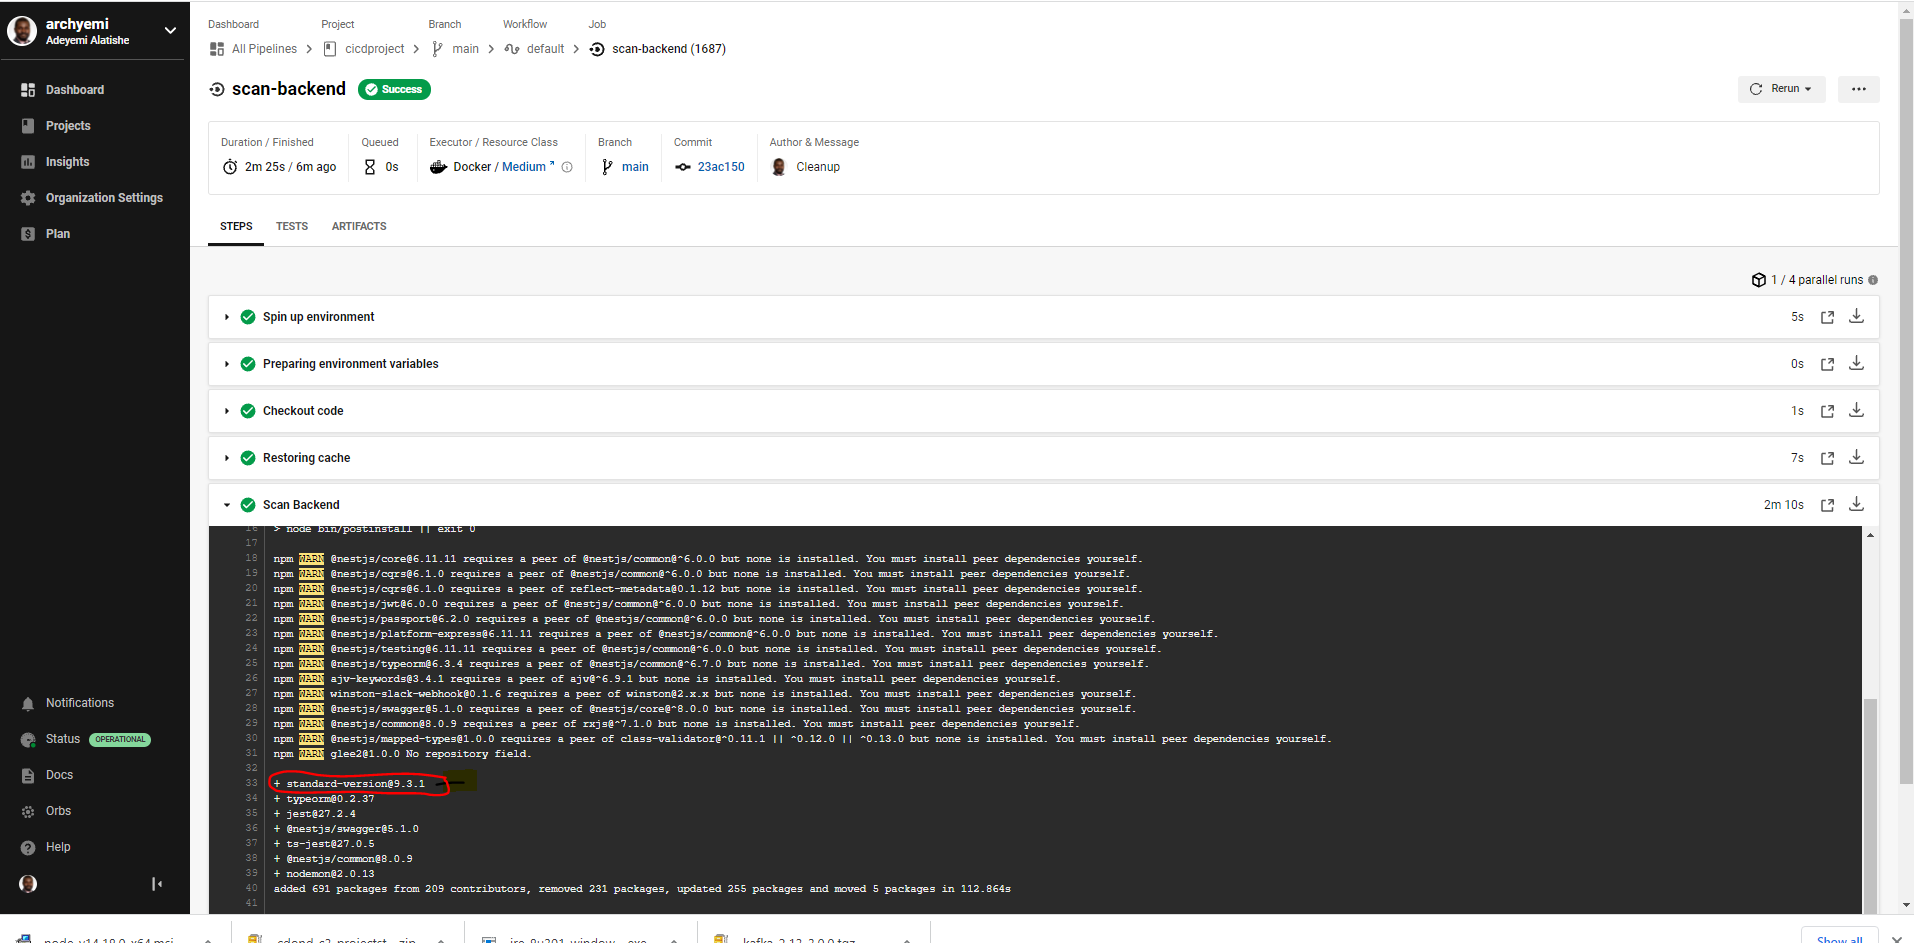 archyemi
Adeyemi Alatishe
Dashboard
Projects
Insights
Organization Settings
Plan
Notifications
Status OPERATIONAL
Docs
Orbs
Help
Dashboard Project Branch Workflow Job
All Pipelines cicdproject main default scan-backend (1687)
scan-backend Success
Rerun
Duration / Finished Queued Executor / Resource Class Branch Commit Author & Message
2m 25s / 6m ago 0s Docker / Medium main 23ac150 Cleanup
STEPS TESTS ARTIFACTS
1 / 4 parallel runs
Spin up environment 5s
Preparing environment variables 0s
Checkout code 1s
Restoring cache 7s
Scan Backend 2m 10s
16 > node bin/postinstall || exit 0
17
18 npm WARN @nestjs/core@6.11.11 requires a peer of @nestjs/common@^6.0.0 but none is installed. You must install peer dependencies yourself.
19 npm WARN @nestjs/cqrs@6.1.0 requires a peer of @nestjs/common@^6.0.0 but none is installed. You must install peer dependencies yourself.
20 npm WARN @nestjs/cqrs@6.1.0 requires a peer of reflect-metadata@0.1.12 but none is installed. You must install peer dependencies yourself.
21 npm WARN @nestjs/jwt@6.0.0 requires a peer of @nestjs/common@^6.0.0 but none is installed. You must install peer dependencies yourself.
22 npm WARN @nestjs/passport@6.2.0 requires a peer of @nestjs/common@^6.0.0 but none is installed. You must install peer dependencies yourself.
23 npm WARN @nestjs/platform-express@6.11.11 requires a peer of @nestjs/common@^6.0.0 but none is installed. You must install peer dependencies yourself.
24 npm WARN @nestjs/testing@6.11.11 requires a peer of @nestjs/common@^6.0.0 but none is installed. You must install peer dependencies yourself.
25 npm WARN @nestjs/typeorm@6.3.4 requires a peer of @nestjs/common@^6.7.0 but none is installed. You must install peer dependencies yourself.
26 npm WARN ajv-keywords@3.4.1 requires a peer of ajv@^6.9.1 but none is installed. You must install peer dependencies yourself.
27 npm WARN winston-slack-webhook@0.1.6 requires a peer of winston@2.x.x but none is installed. You must install peer dependencies yourself.
28 npm WARN @nestjs/swagger@5.1.0 requires a peer of @nestjs/core@^8.0.0 but none is installed. You must install peer dependencies yourself.
29 npm WARN @nestjs/common@8.0.9 requires a peer of rxjs@^7.1.0 but none is installed. You must install peer dependencies yourself.
30 npm WARN @nestjs/mapped-types@1.0.0 requires a peer of class-validator@^0.11.1 || ^0.12.0 || ^0.13.0 but none is installed. You must install peer dependencies yourself.
31 npm WARN glee2@1.0.0 No repository field.
32
33 + standard-version@9.3.1
34 + typeorm@0.2.37
35 + jest@27.2.4
36 + @nestjs/swagger@5.1.0
37 + ts-jest@27.0.5
38 + @nestjs/common@8.0.9
39 + nodemon@2.0.13
40 added 691 packages from 209 contributors, removed 231 packages, updated 255 packages and moved 5 packages in 112.864s
41
Show all